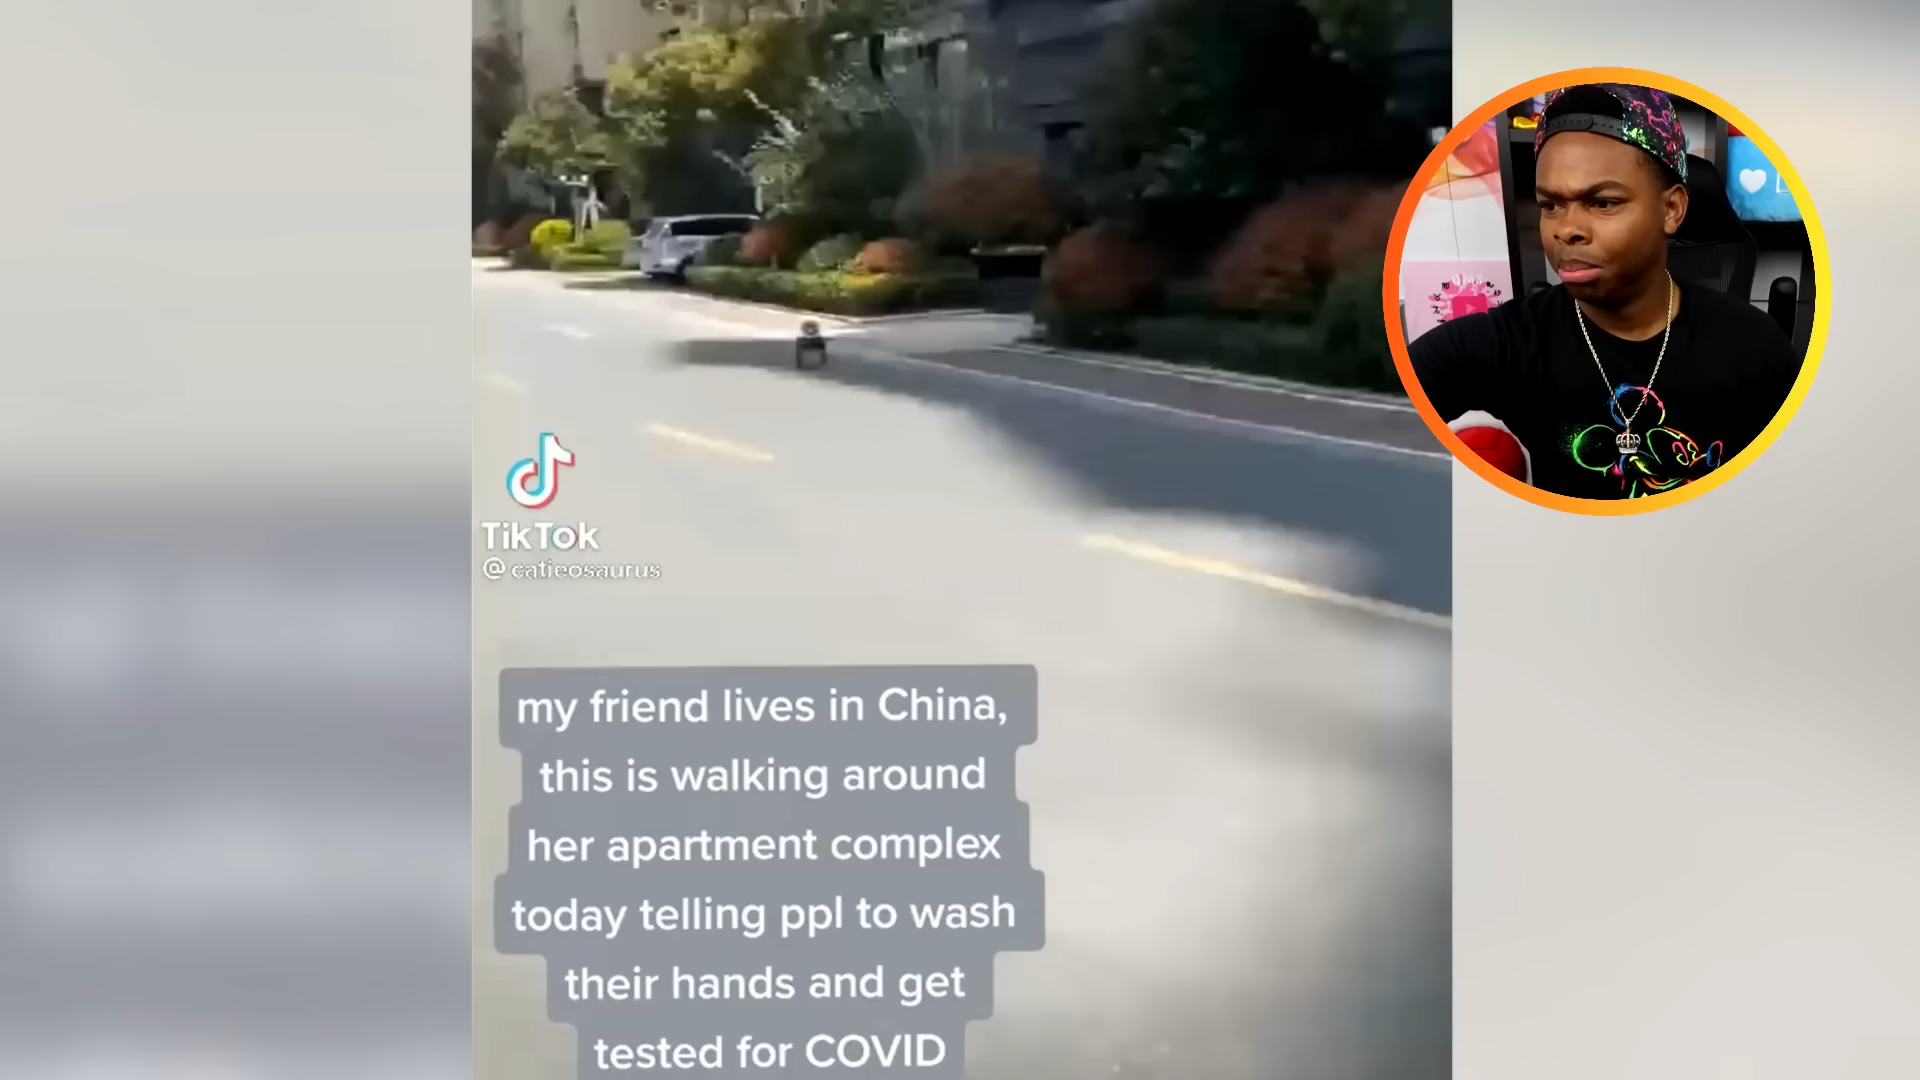 TikTok
@catieosaurus
my friend lives in China,
this is walking around
her apartment complex
today telling ppl to wash
their hands and get
tested for COVID